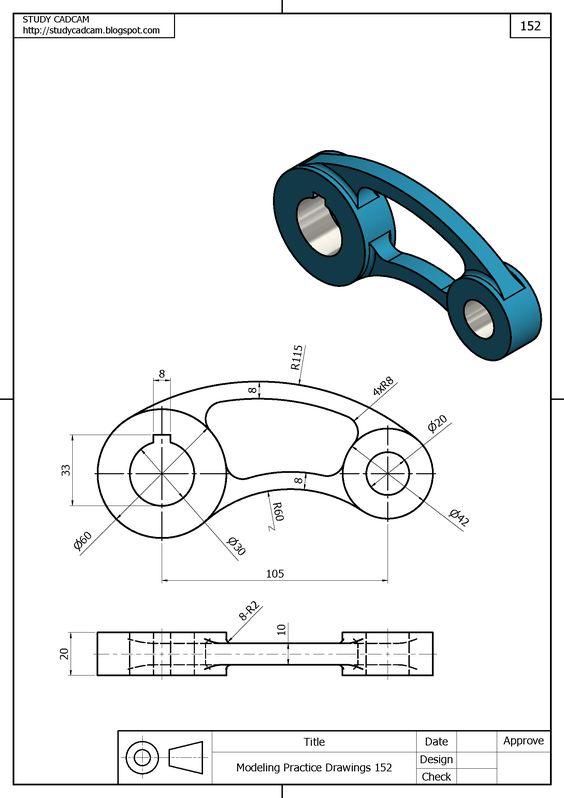 STUDY CADCAM
http://studycadcam.blogspot.com
152
R115
8
8
4xR8
Ø20
33
8
R60
Ø60
Ø30
Ø42
105
8-R2
10
20
Title
Date
Approve
Modeling Practice Drawings 152
Design
Check